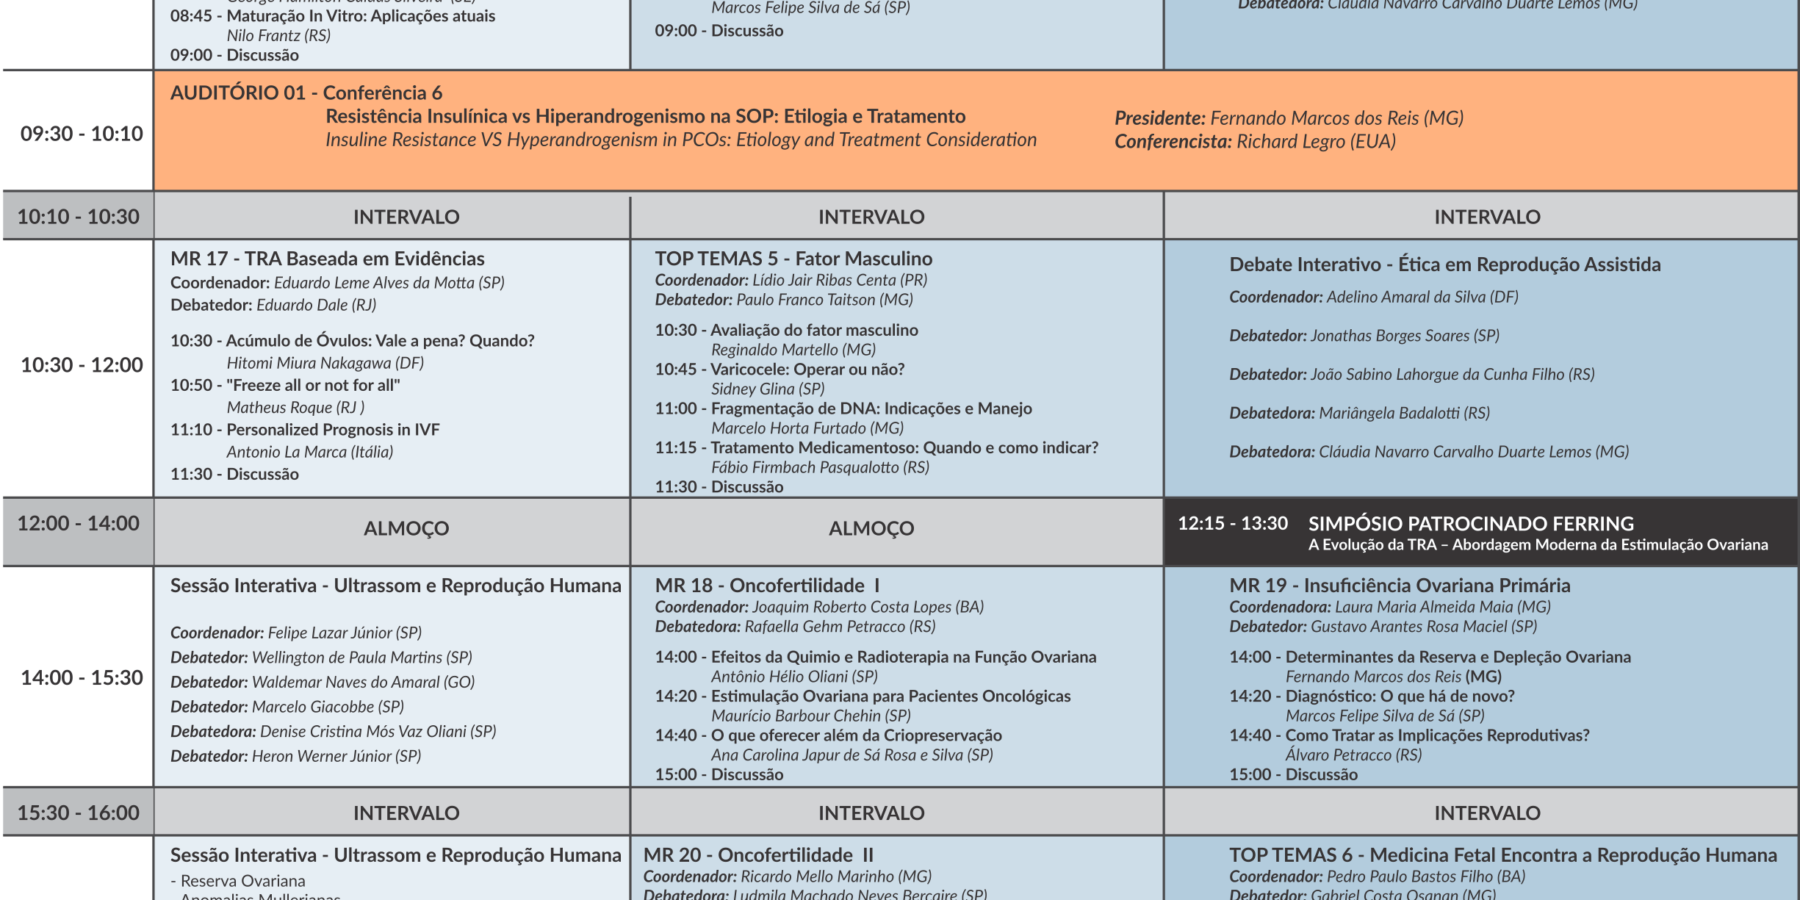 08:45 - Maturação In Vitro: Aplicações atuais
Nilo Frantz (RS)
09:00 - Discussão
Marcos Felipe Silva de Sá (SP)
09:00 - Discussão
Debatedora: Cláudia Navarro Carvalho Duarte Lemos (MG)
09:30 - 10:10
AUDITÓRIO 01 - Conferência 6
Resistência Insulínica vs Hiperandrogenismo na SOP: Etilogia e Tratamento
Insuline Resistance VS Hyperandrogenism in PCOs: Etiology and Treatment Consideration
Presidente: Fernando Marcos dos Reis (MG)
Conferencista: Richard Legro (EUA)
10:10 - 10:30
INTERVALO
INTERVALO
INTERVALO
10:30 - 12:00
MR 17 - TRA Baseada em Evidências
Coordenador: Eduardo Leme Alves da Motta (SP)
Debatedor: Eduardo Dale (RJ)
10:30 - Acúmulo de Óvulos: Vale a pena? Quando?
Hitomi Miura Nakagawa (DF)
10:50 - "Freeze all or not for all"
Matheus Roque (RJ )
11:10 - Personalized Prognosis in IVF
Antonio La Marca (Itália)
11:30 - Discussão
TOP TEMAS 5 - Fator Masculino
Coordenador: Lídio Jair Ribas Centa (PR)
Debatedor: Paulo Franco Taitson (MG)
10:30 - Avaliação do fator masculino
Reginaldo Martello (MG)
10:45 - Varicocele: Operar ou não?
Sidney Glina (SP)
11:00 - Fragmentação de DNA: Indicações e Manejo
Marcelo Horta Furtado (MG)
11:15 - Tratamento Medicamentoso: Quando e como indicar?
Fábio Firmbach Pasqualotto (RS)
11:30 - Discussão
Debate Interativo - Ética em Reprodução Assistida
Coordenador: Adelino Amaral da Silva (DF)
Debatedor: Jonathas Borges Soares (SP)
Debatedor: João Sabino Lahorgue da Cunha Filho (RS)
Debatedora: Mariângela Badalotti (RS)
Debatedora: Cláudia Navarro Carvalho Duarte Lemos (MG)
12:00 - 14:00
ALMOÇO
ALMOÇO
12:15 - 13:30 SIMPÓSIO PATROCINADO FERRING
A Evolução da TRA – Abordagem Moderna da Estimulação Ovariana
14:00 - 15:30
Sessão Interativa - Ultrassom e Reprodução Humana
Coordenador: Felipe Lazar Júnior (SP)
Debatedor: Wellington de Paula Martins (SP)
Debatedor: Waldemar Naves do Amaral (GO)
Debatedor: Marcelo Giacobbe (SP)
Debatedora: Denise Cristina Mós Vaz Oliani (SP)
Debatedor: Heron Werner Júnior (SP)
MR 18 - Oncofertilidade I
Coordenador: Joaquim Roberto Costa Lopes (BA)
Debatedora: Rafaella Gehm Petracco (RS)
14:00 - Efeitos da Quimio e Radioterapia na Função Ovariana
Antônio Hélio Oliani (SP)
14:20 - Estimulação Ovariana para Pacientes Oncológicas
Maurício Barbour Chehin (SP)
14:40 - O que oferecer além da Criopreservação
Ana Carolina Japur de Sá Rosa e Silva (SP)
15:00 - Discussão
MR 19 - Insuficiência Ovariana Primária
Coordenadora: Laura Maria Almeida Maia (MG)
Debatedor: Gustavo Arantes Rosa Maciel (SP)
14:00 - Determinantes da Reserva e Depleção Ovariana
Fernando Marcos dos Reis (MG)
14:20 - Diagnóstico: O que há de novo?
Marcos Felipe Silva de Sá (SP)
14:40 - Como Tratar as Implicações Reprodutivas?
Álvaro Petracco (RS)
15:00 - Discussão
15:30 - 16:00
INTERVALO
INTERVALO
INTERVALO
Sessão Interativa - Ultrassom e Reprodução Humana
- Reserva Ovariana
MR 20 - Oncofertilidade II
Coordenador: Ricardo Mello Marinho (MG)
Debatedora: Ludmila Machado Neves Bercaire (SP)
TOP TEMAS 6 - Medicina Fetal Encontra a Reprodução Humana
Coordenador: Pedro Paulo Bastos Filho (BA)
Debatedor: Gabriel Costa Osanan (MG)